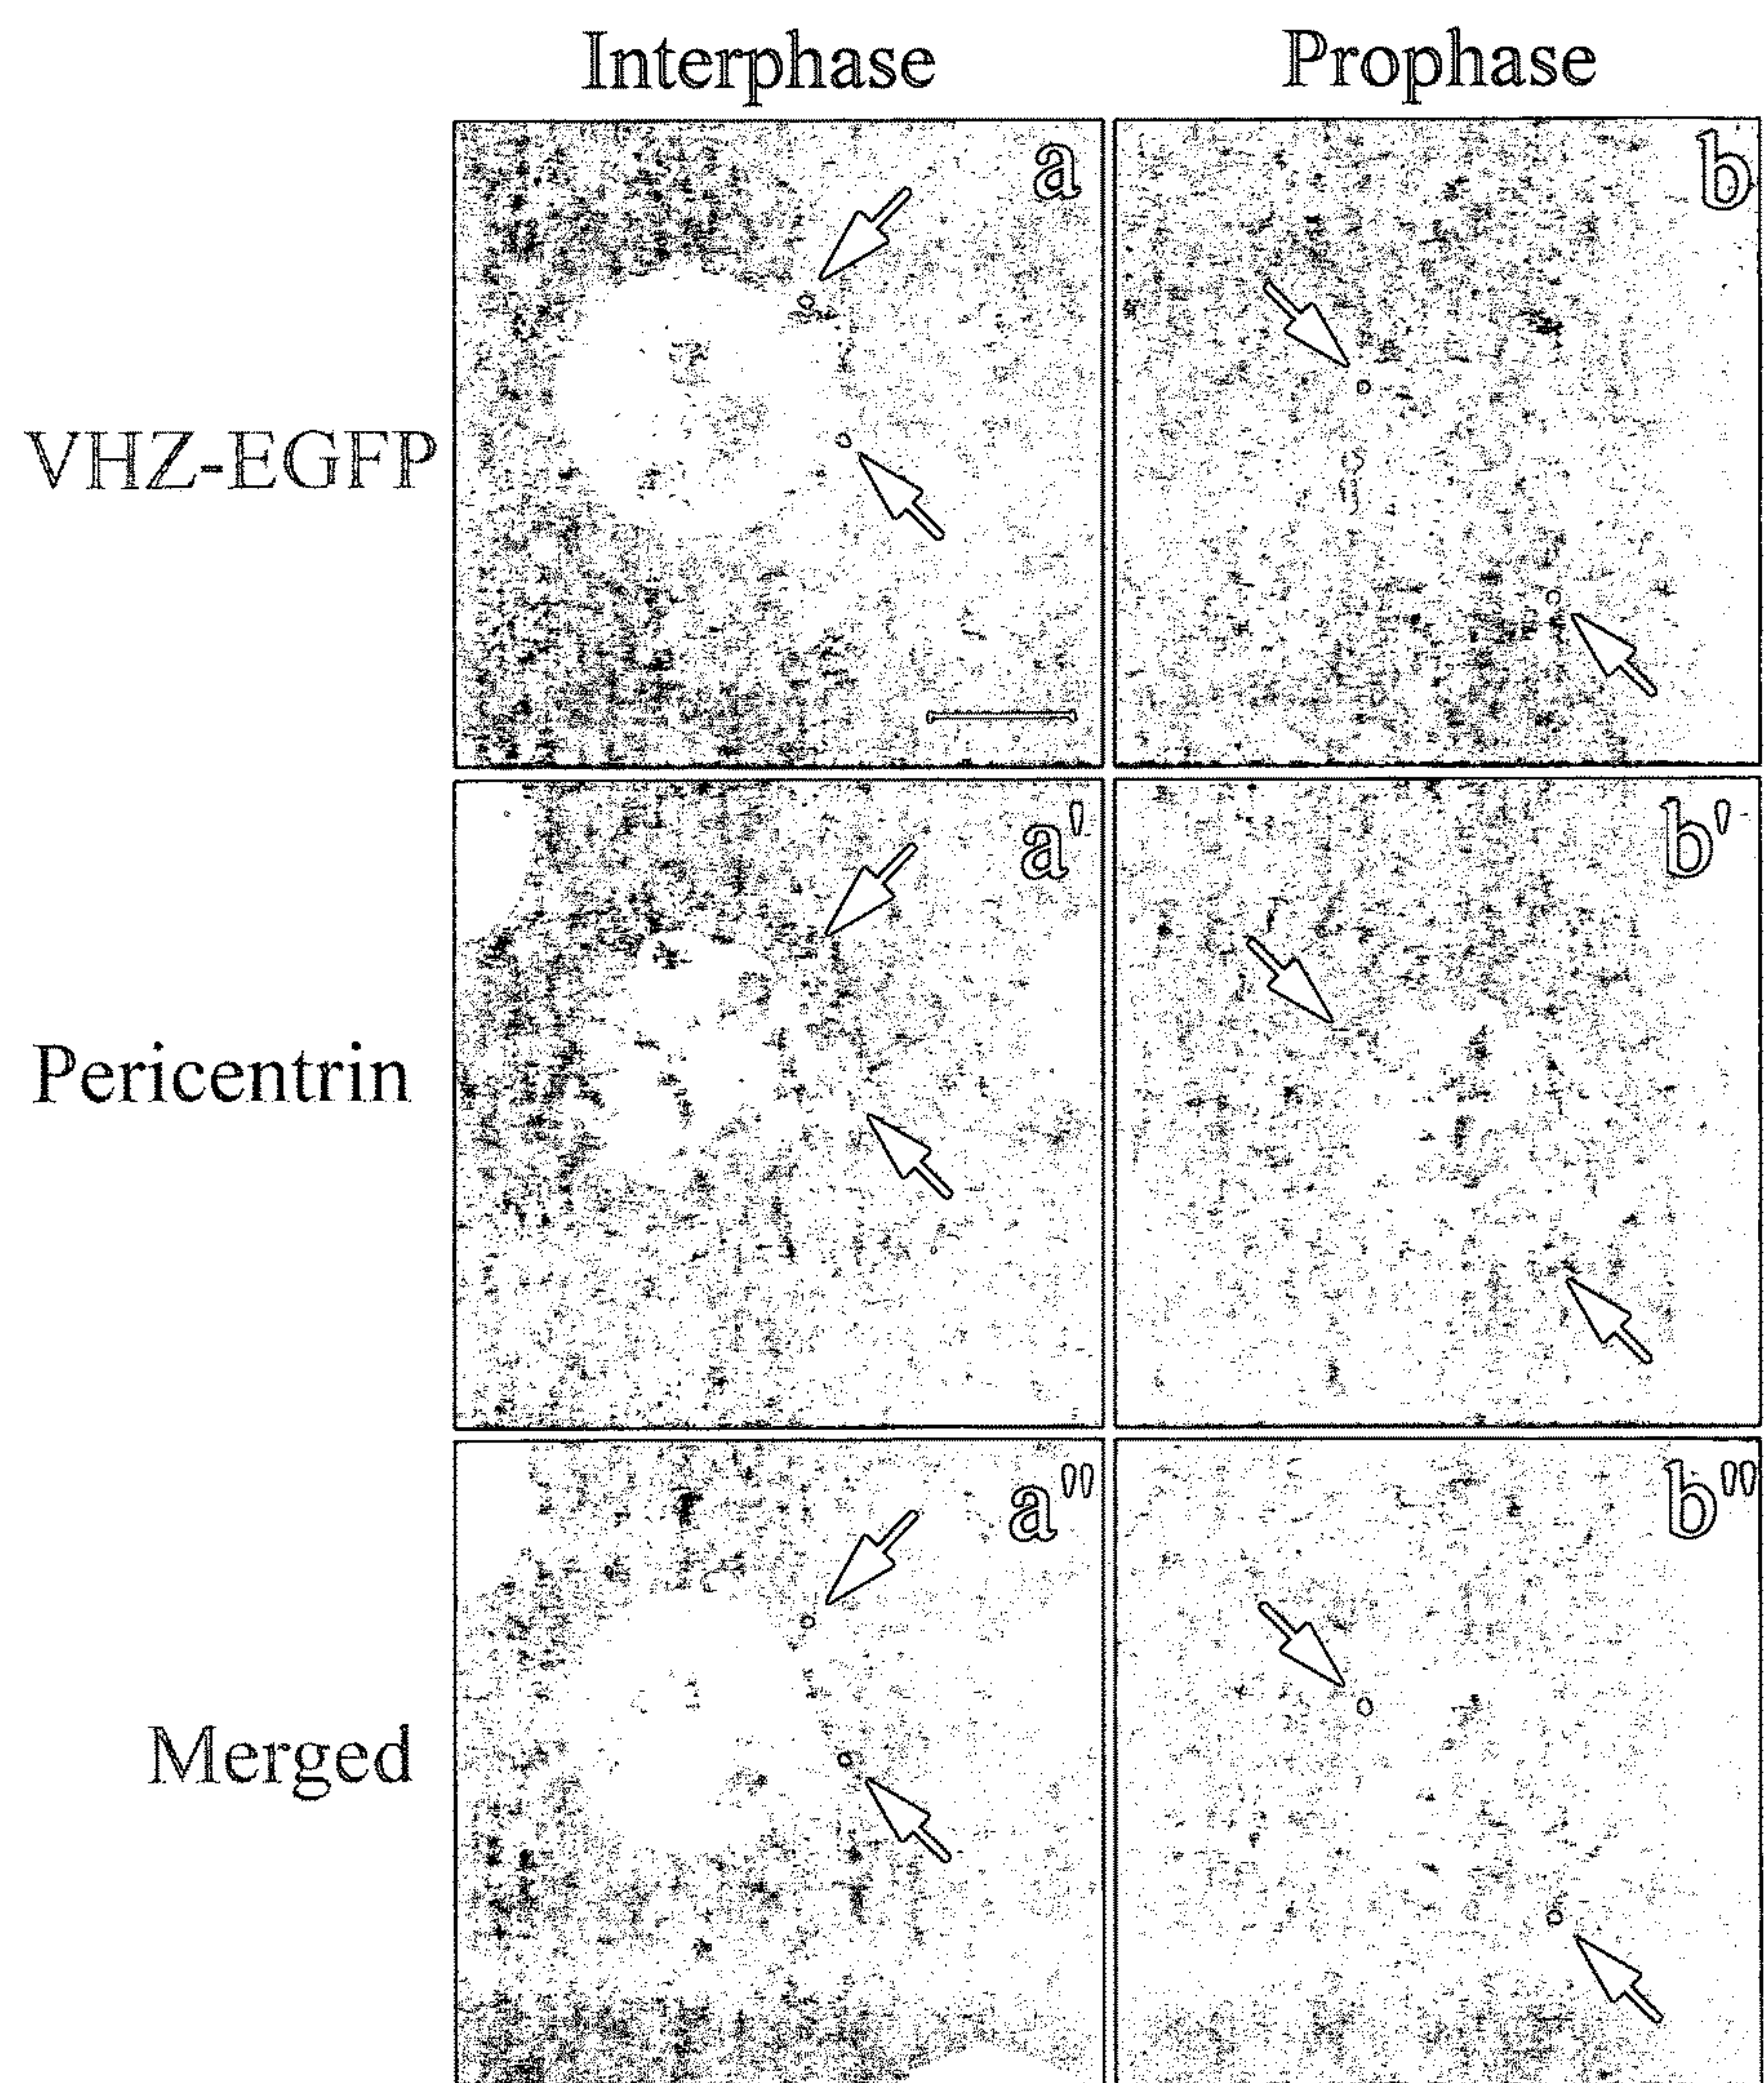 Interphase Prophase
a b
VHZ-EGFP
a' b'
Pericentrin
a" b"
Merged